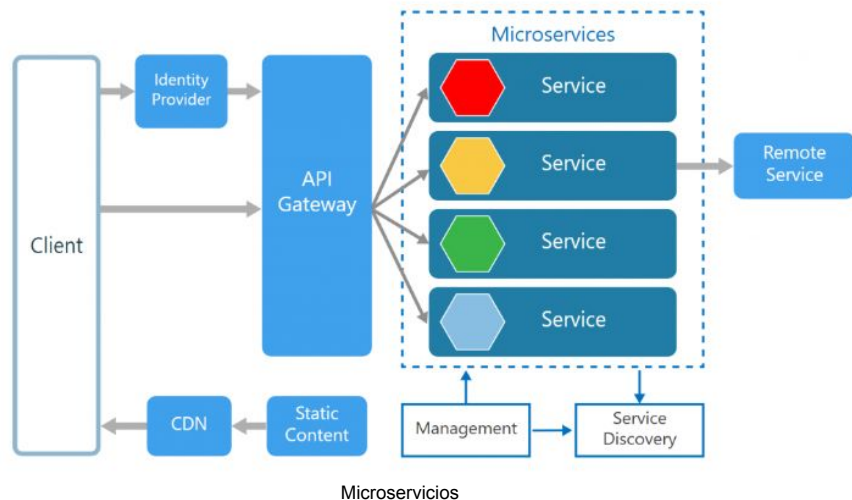 Microservices
Identity
Provider
Service
API
Gateway
Service
Remote
Service
Client
Service
Service
CDN
Static
Content
Management
Service
Discovery
Microservicios